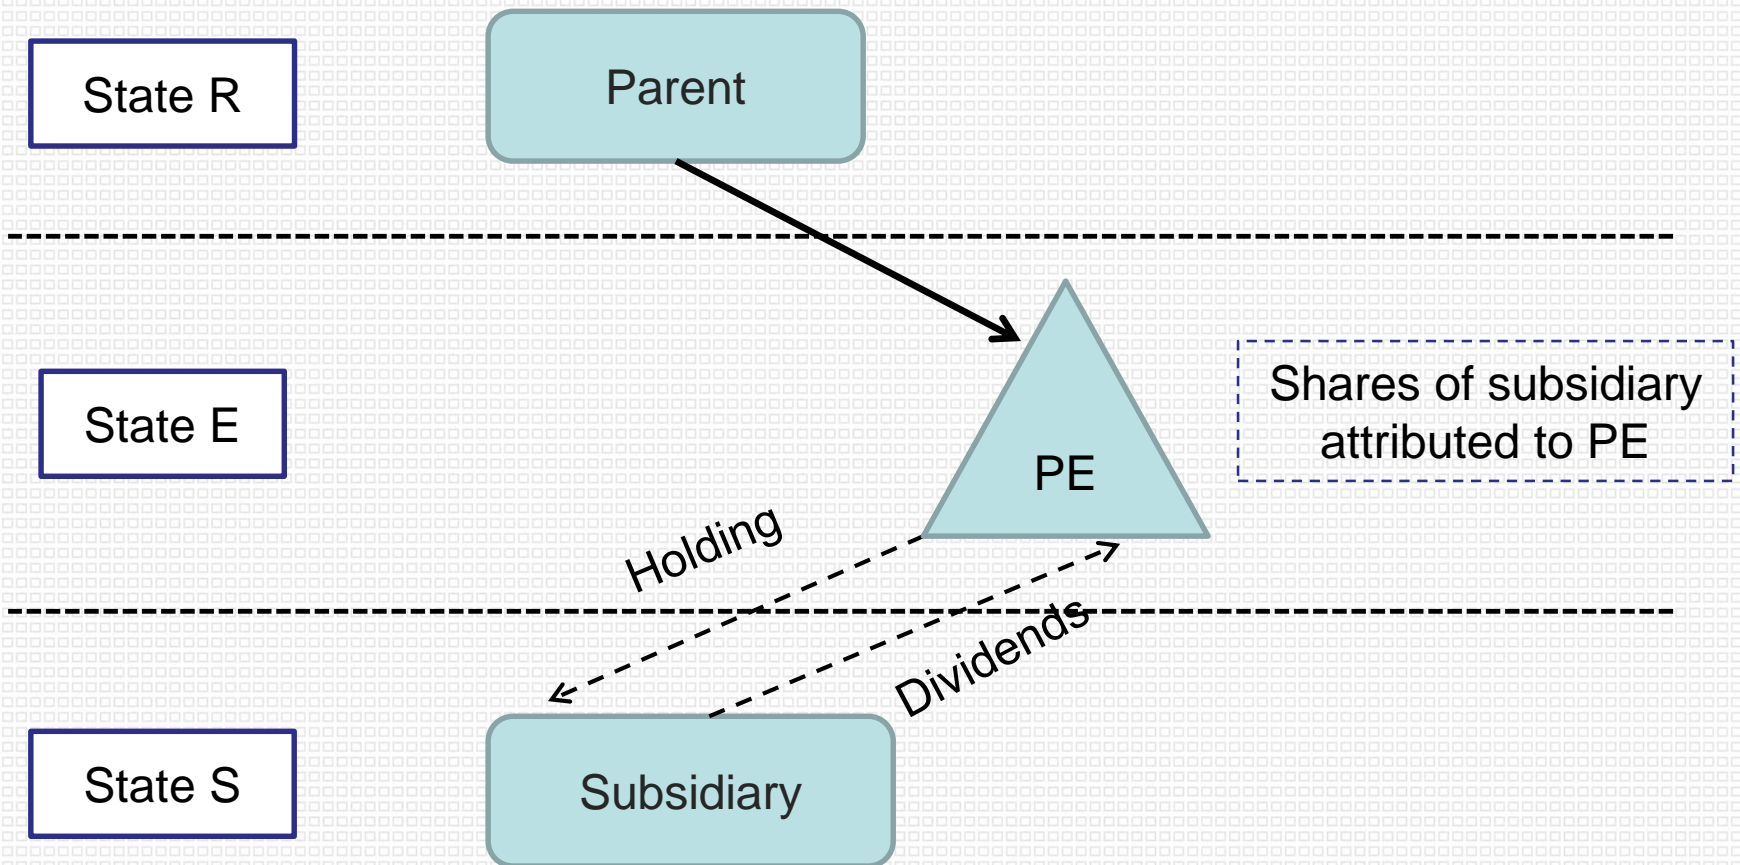 State R
Parent
State E
PE
Shares of subsidiary
attributed to PE
Holding
Dividends
State S
Subsidiary